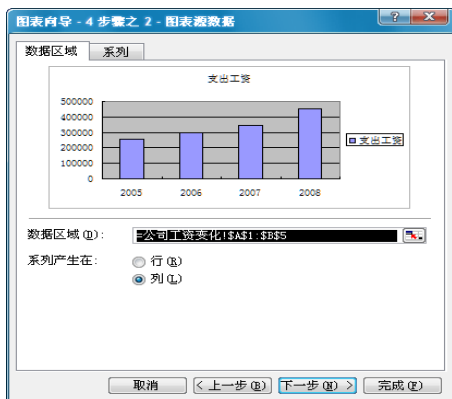 图表向导 - 4 步骤之 2 - 图表源数据
数据区域 系列
支出工资
500000
400000
300000
200000
100000
0
2005 2006 2007 2008
支出工资
数据区域(D): =公司工资变化!$A$1:$B$5
系列产生在: 行(R)
列(L)
取消 < 上一步(B) 下一步(N) > 完成(F)